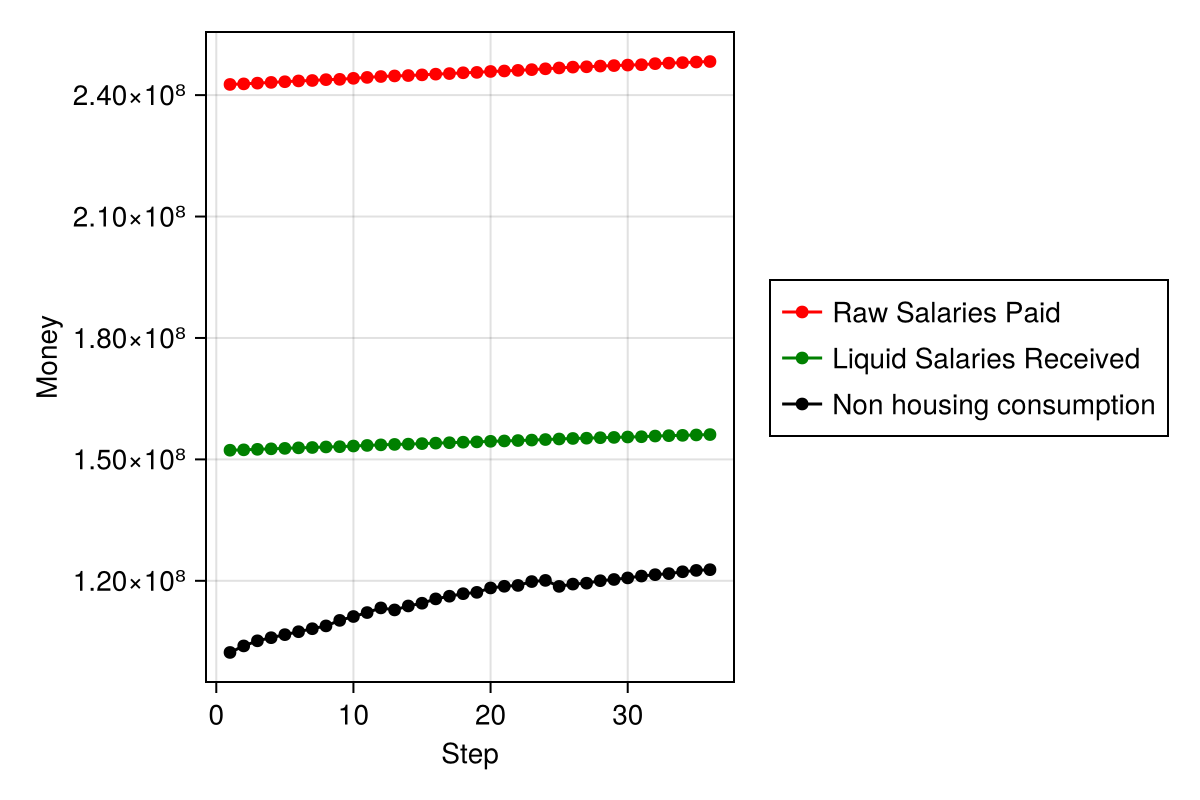 2.40×10⁸
2.10×10⁸
1.80×10⁸
1.50×10⁸
1.20×10⁸
Money
0 10 20 30
Step
Raw Salaries Paid
Liquid Salaries Received
Non housing consumption